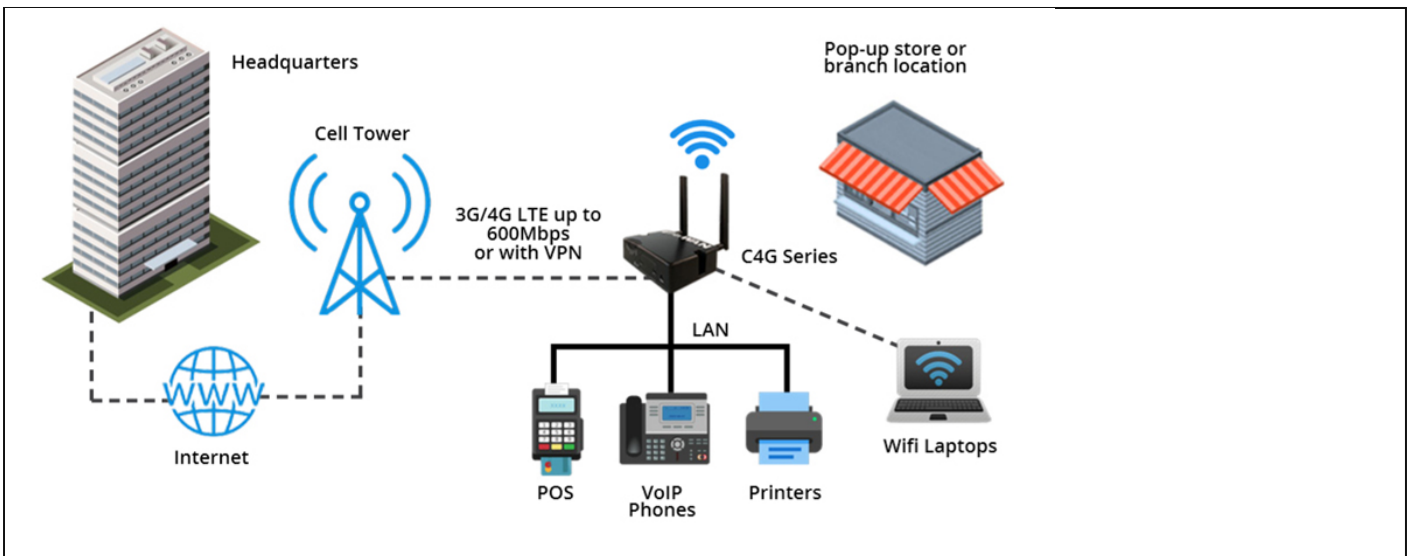 Headquarters
Pop-up store or
branch location
Cell Tower
3G/4G LTE up to
600Mbps
or with VPN
C4G Series
LAN
WWW
Internet
POS
VoIP
Phones
Printers
Wifi Laptops